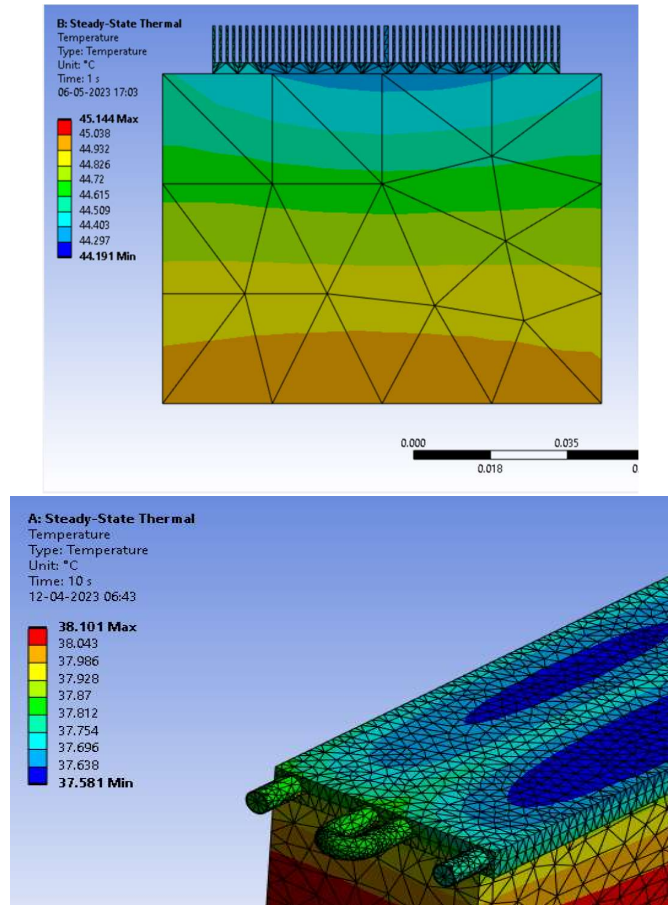 B: Steady-State Thermal
Temperature
Type: Temperature
Unit: °C
Time: 1 s
06-05-2023 17:03
45.144 Max
45.038
44.932
44.826
44.72
44.615
44.509
44.403
44.297
44.191 Min
0.000 0.035
0.018 0.
A: Steady-State Thermal
Temperature
Type: Temperature
Unit: °C
Time: 10 s
12-04-2023 06:43
38.101 Max
38.043
37.986
37.928
37.87
37.812
37.754
37.696
37.638
37.581 Min